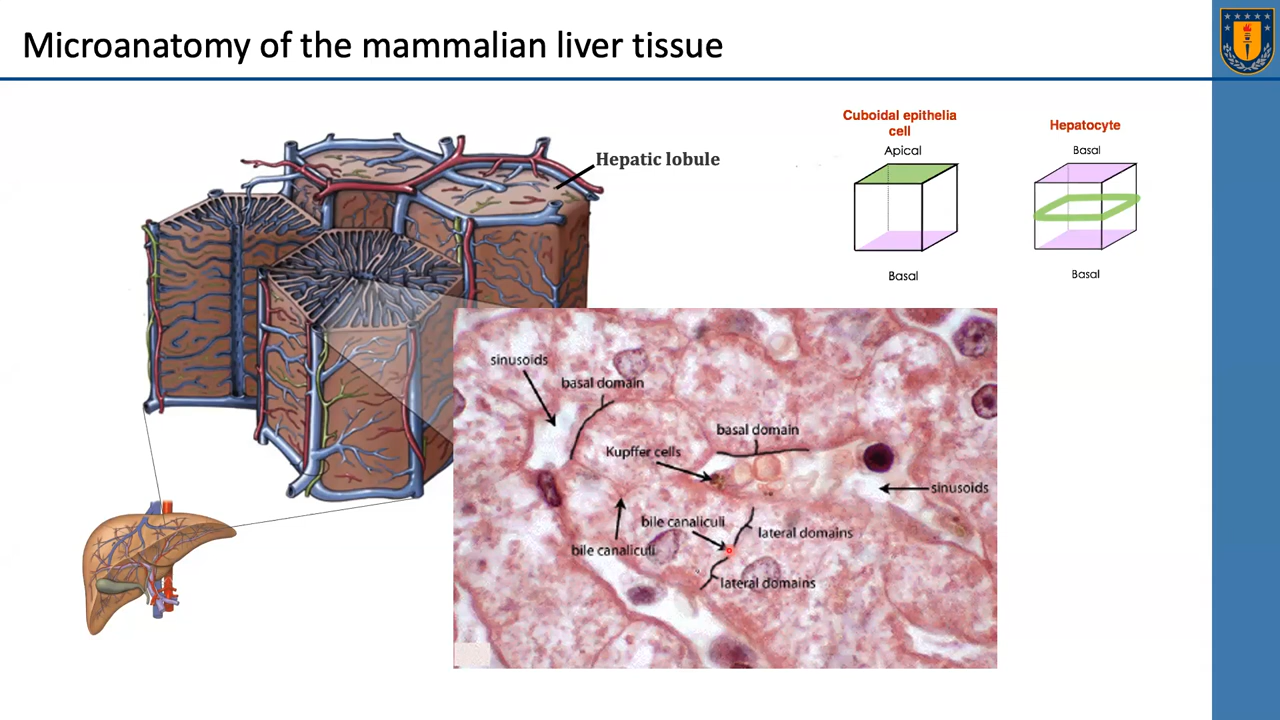 Microanatomy of the mammalian liver tissue
Hepatic lobule
Cuboidal epithelia
cell
Apical
Basal
Hepatocyte
Basal
Basal
sinusoids
basal domain
basal domain
Kupffer cells
sinusoids
bile canaliculi
lateral domains
bile canaliculi
lateral domains